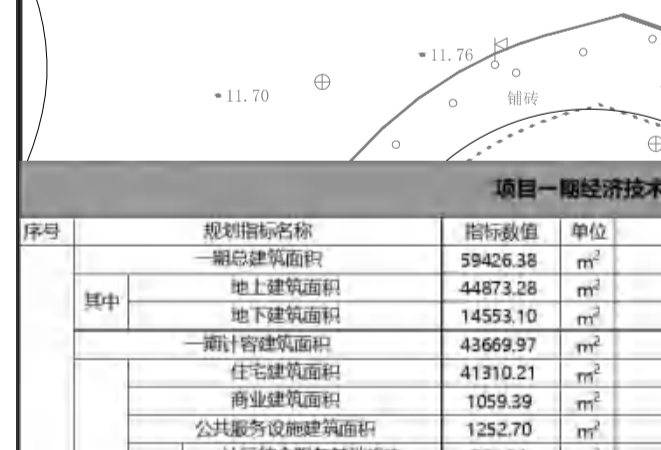 11.76
11.70
铺砖
项目一期经济技术
序号 规划指标名称 指标数值 单位
一期总建筑面积 59426.38 m²
其中 地上建筑面积 44873.28 m²
地下建筑面积 14553.10 m²
一期计容建筑面积 43669.97 m²
住宅建筑面积 41310.21 m²
商业建筑面积 1059.39 m²
公共服务设施建筑面积 1252.70 m²